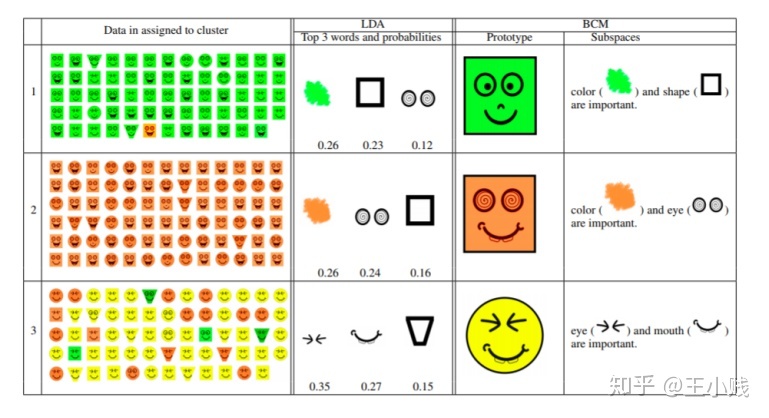 LDA BCM
Data in assigned to cluster Top 3 words and probabilities Prototype Subspaces
1
color ( ) and shape ( )
are important.
0.26 0.23 0.12
2
color ( ) and eye ( )
are important.
0.26 0.24 0.16
3
eye ( ) and mouth ( )
are important.
0.35 0.27 0.15
知乎 @王小贱